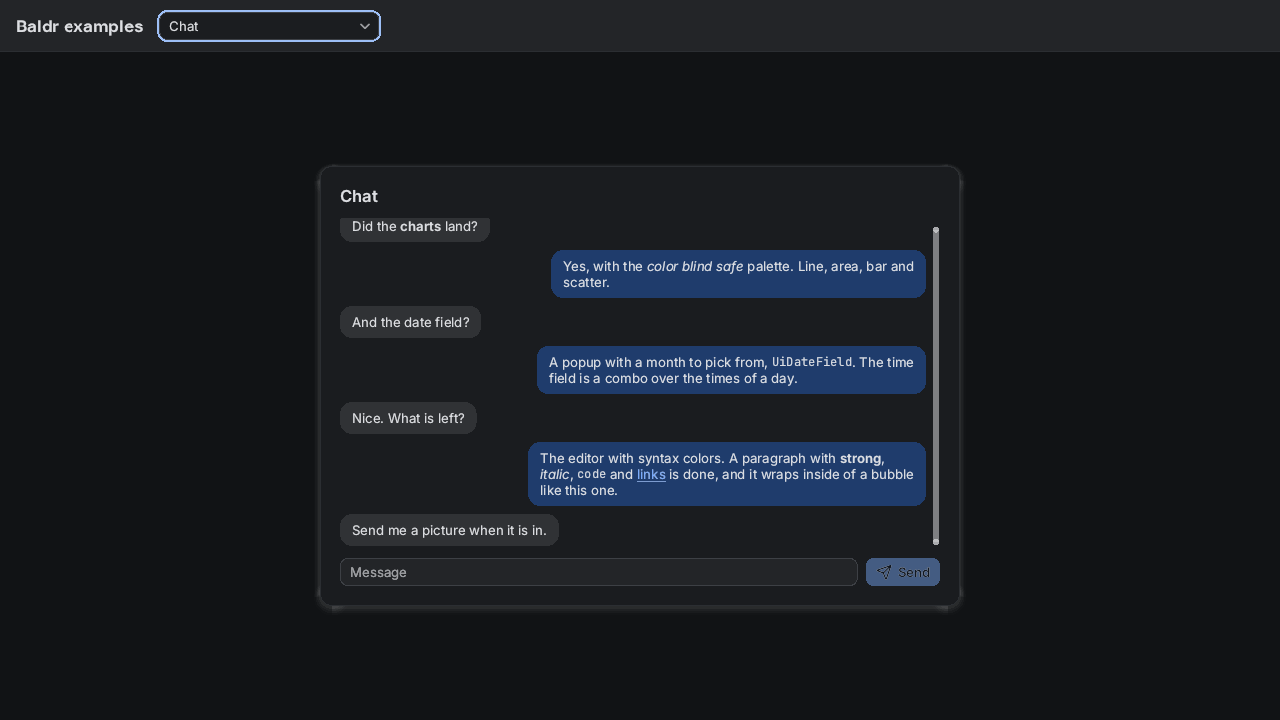 Baldr examples
Chat
Chat
Did the charts land?
Yes, with the color blind safe palette. Line, area, bar and
scatter.
And the date field?
A popup with a month to pick from, UiDateField. The time
field is a combo over the times of a day.
Nice. What is left?
The editor with syntax colors. A paragraph with strong,
italic, code and links is done, and it wraps inside of a bubble
like this one.
Send me a picture when it is in.
Message
Send